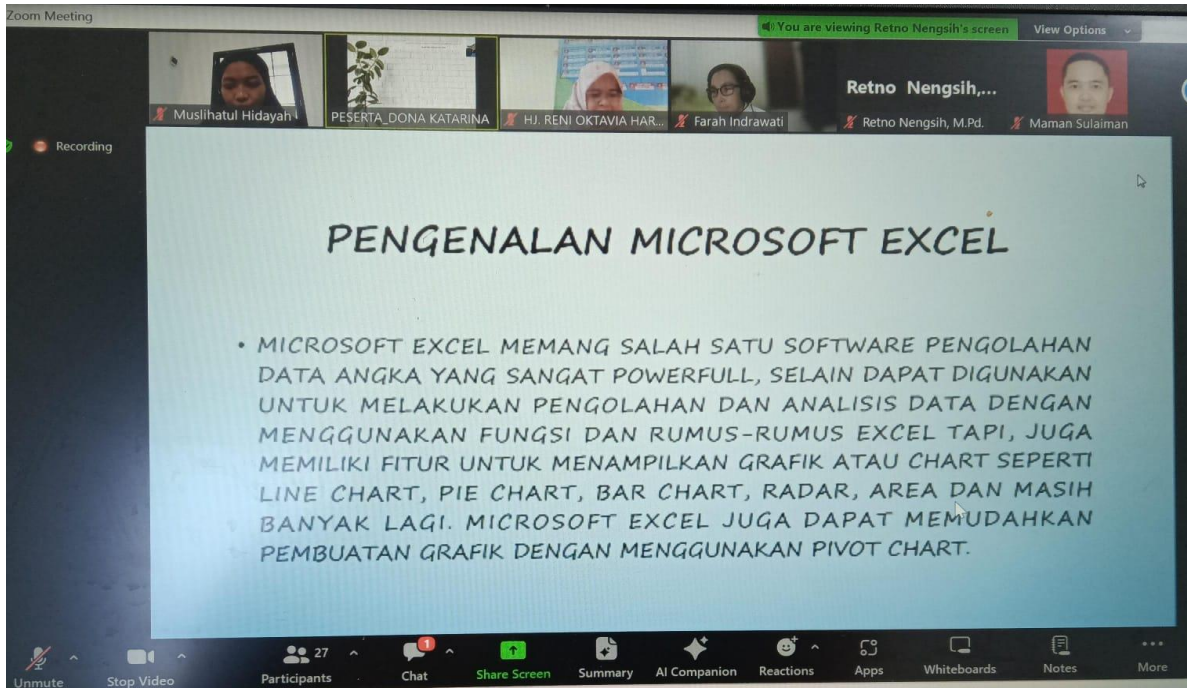 Zoom Meeting
You are viewing Retno Nengsih's screen
View Options
Muslihatul Hidayah
PESERTA_DONA KATARINA
HJ. RENI OKTAVIA HAR...
Farah Indrawati
Retno Nengsih,...
Retno Nengsih, M.Pd.
Maman Sulaiman
Recording
PENGENALAN MICROSOFT EXCEL
• MICROSOFT EXCEL MEMANG SALAH SATU SOFTWARE PENGOLAHAN
DATA ANGKA YANG SANGAT POWERFULL, SELAIN DAPAT DIGUNAKAN
UNTUK MELAKUKAN PENGOLAHAN DAN ANALISIS DATA DENGAN
MENGGUNAKAN FUNGSI DAN RUMUS-RUMUS EXCEL TAPI, JUGA
MEMILIKI FITUR UNTUK MENAMPILKAN GRAFIK ATAU CHART SEPERTI
LINE CHART, PIE CHART, BAR CHART, RADAR, AREA DAN MASIH
BANYAK LAGI. MICROSOFT EXCEL JUGA DAPAT MEMUDAHKAN
PEMBUATAN GRAFIK DENGAN MENGGUNAKAN PIVOT CHART.
Unmute
Stop Video
27
Participants
1
Chat
Share Screen
Summary
AI Companion
Reactions
Apps
Whiteboards
Notes
More